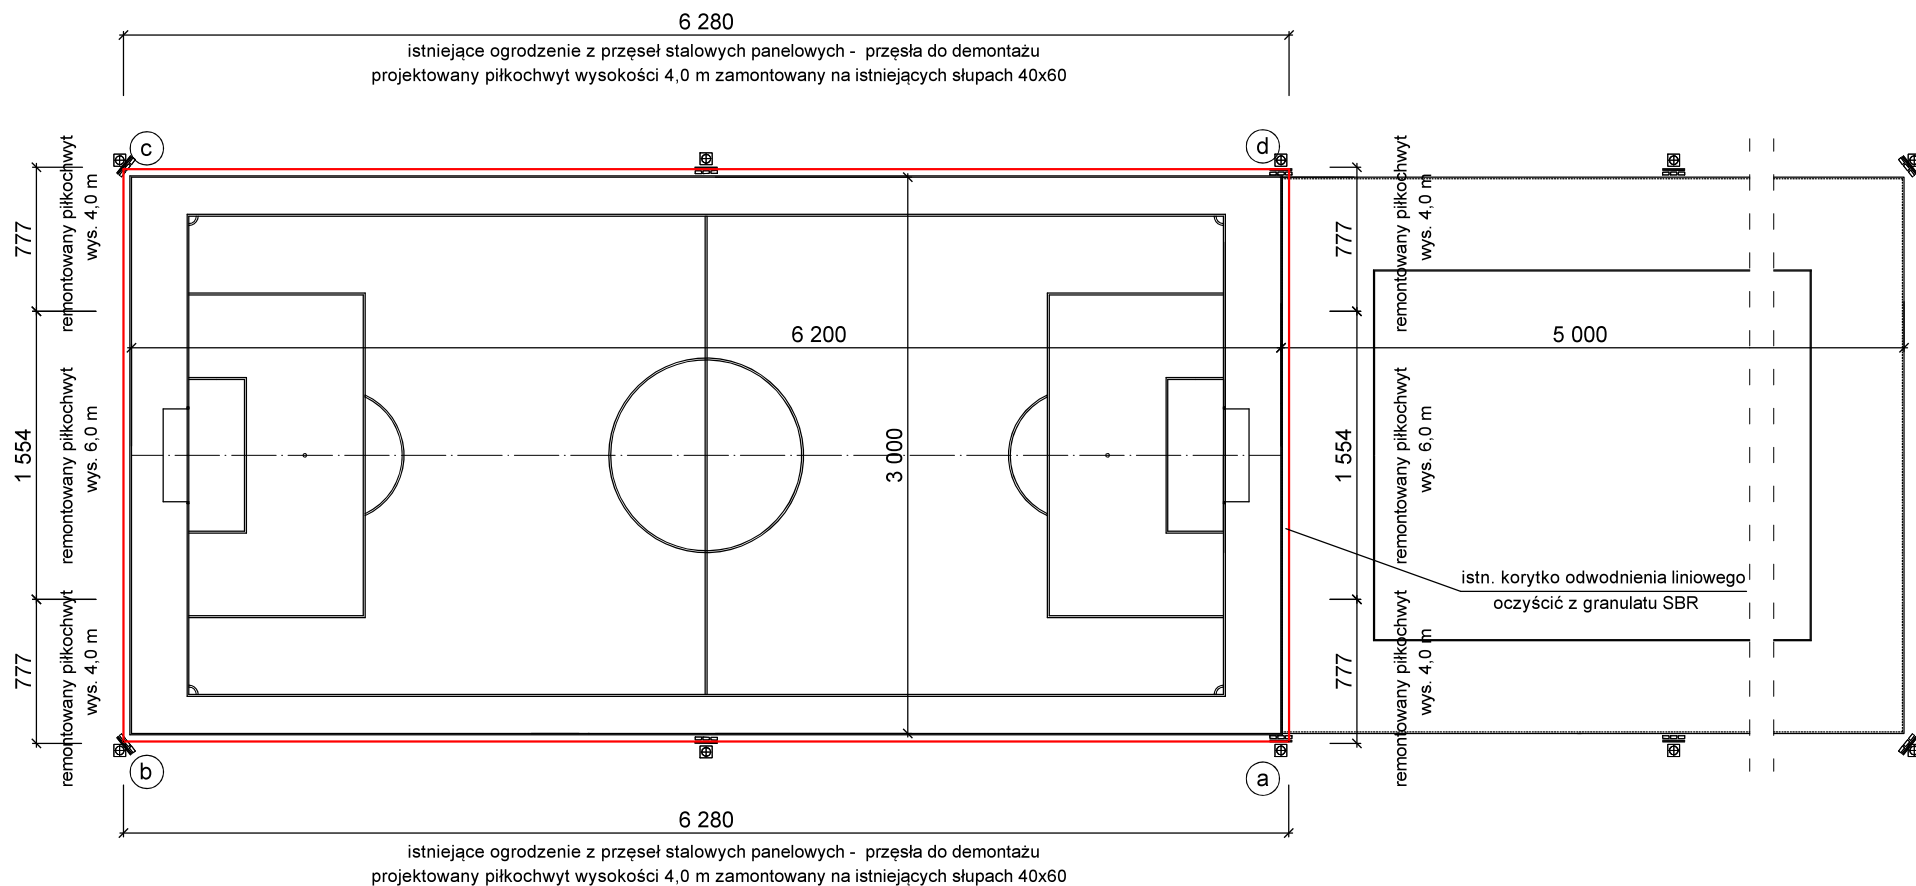 6 280
istniejące ogrodzenie z przęseł stalowych panelowych - przęsła do demontażu
projektowany piłkochwyt wysokości 4,0 m zamontowany na istniejących słupach 40x60
c
d
777
remontowany piłkochwyt
wys. 4,0 m
777
remontowany piłkochwyt
wys. 4,0 m
6 200
5 000
1 554
remontowany piłkochwyt
wys. 6,0 m
3 000
1 554
remontowany piłkochwyt
wys. 6,0 m
istn. korytko odwodnienia liniowego
oczyścić z granulatu SBR
777
remontowany piłkochwyt
wys. 4,0 m
777
remontowany piłkochwyt
wys. 4,0 m
b
a
6 280
istniejące ogrodzenie z przęseł stalowych panelowych - przęsła do demontażu
projektowany piłkochwyt wysokości 4,0 m zamontowany na istniejących słupach 40x60